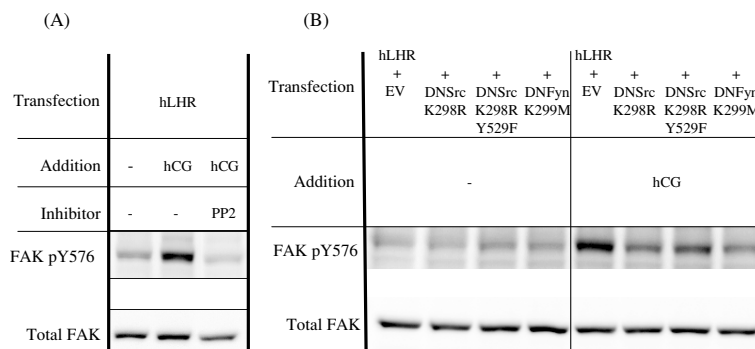 (A)
Transfection hLHR
Addition - hCG hCG
Inhibitor - - PP2
FAK pY576
Total FAK
(B)
hLHR hLHR
Transfection + + + + + + + +
EV DNSrc DNSrc DNFyn EV DNSrc DNSrc DNFyn
K298R K298R K299M K298R K298R K299M
Y529F Y529F
Addition - hCG
FAK pY576
Total FAK